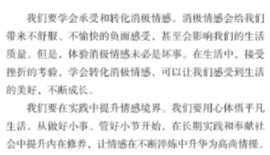 我们要学会承受和转化消极情感。消极情感会给我们
带来不舒服、不愉快的负面感受，甚至会影响我们的生活
质量。但是，体验消极情感未必是坏事。在生活中，接受
挫折的考验，学会转化消极情感，可以让我们感受到生活
的美好，不断成长。
我们要在实践中提升情感境界。我们要用心体悟平凡
生活，从做好小事、管好小节开始，在长期实践和奉献社
会中提升内在修养，让情感在不断淬炼中升华为高尚情操。